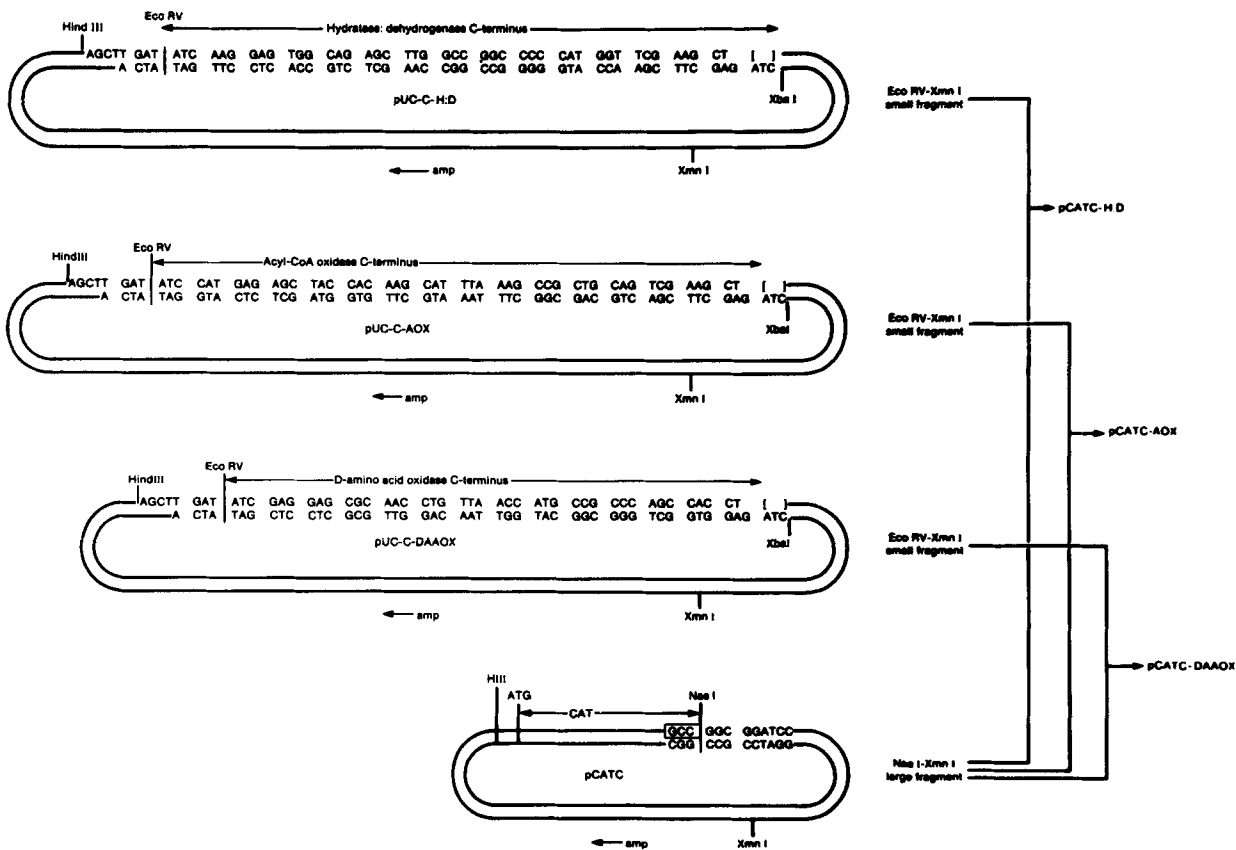 Hind III
Eco RV
Hydratase: dehydrogenase C-terminus
AGCTT GAT ATC AAG GAG TGG CAG AGC TTG GCC GGC CCC CAT GGT TCG AAG CT [ ]
A CTA TAG TTC CTC ACC GTC TCG AAC CGG CCG GGG GTA CCA AGC TTC GAG ATC
pUC-C-H:D
Xba I
Xmn I
amp
Eco RV-Xmn I
small fragment
pCATC-H:D
HindIII
Eco RV
Acyl-CoA oxidase C-terminus
AGCTT GAT ATC CAT GAG AGC TAC CAC AAG CAT TTA AAG CCG CTG CAG TCG AAG CT [ ]
A CTA TAG GTA CTC TCG ATG GTG TTC GTA AAT TTC GGC GAC GTC AGC TTC GAG ATC
pUC-C-AOX
XbaI
Xmn I
amp
Eco RV-Xmn I
small fragment
pCATC-AOX
HindIII
Eco RV
D-amino acid oxidase C-terminus
AGCTT GAT ATC GAG GAG CGC AAC CTG TTA ACC ATG CCG CCC AGC CAC CT [ ]
A CTA TAG CTC CTC GCG TTG GAC AAT TGG TAC GGC GGG TCG GTG GAG ATC
pUC-C-DAAOX
XbaI
Xmn I
amp
Eco RV-Xmn I
small fragment
pCATC-DAAOX
HIII
ATG
CAT
Nae I
GCC GGC GGATCC
CGG CCG CCTAGG
pCATC
Xmn I
amp
Nae I-Xmn I
large fragment